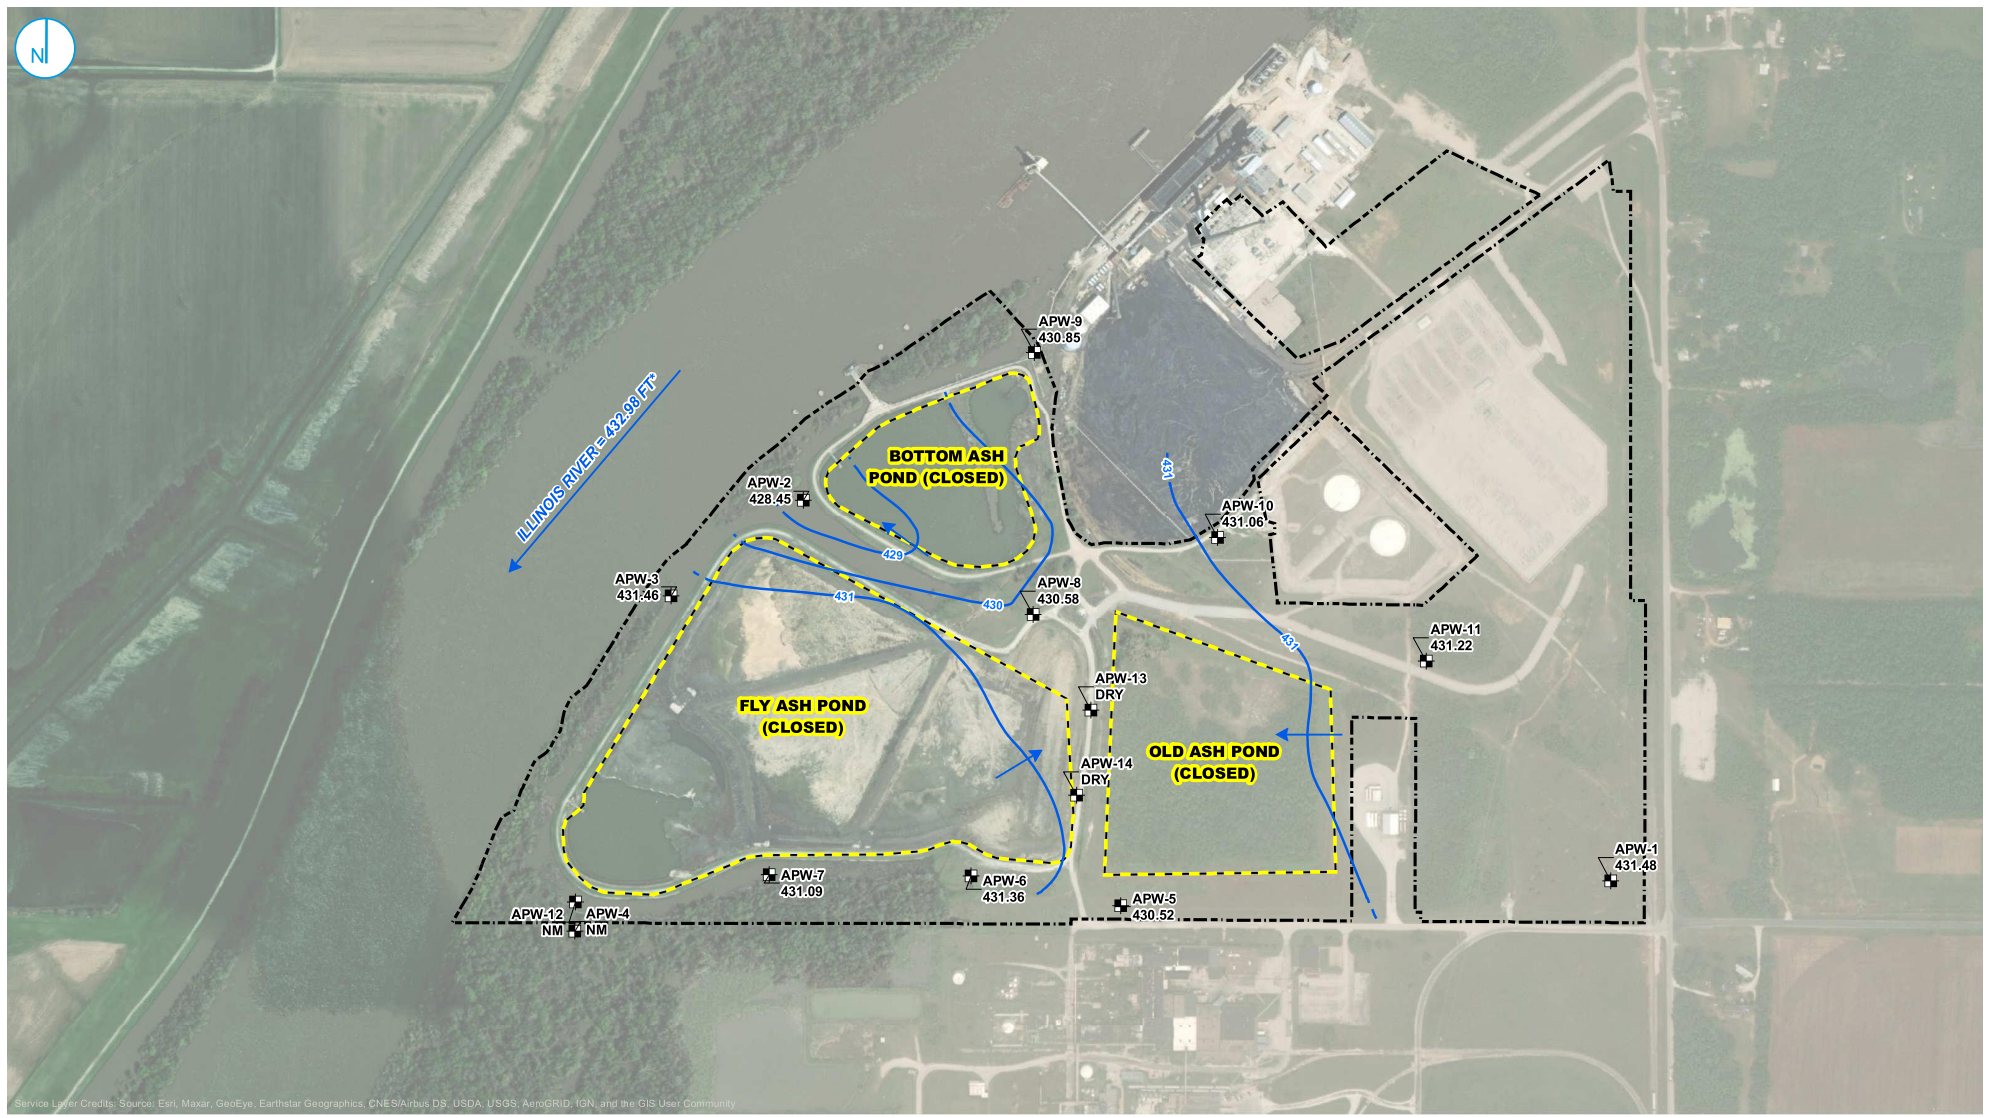 N
APW-9
430.85
ILLINOIS RIVER = 432.98 FT*
BOTTOM ASH
POND (CLOSED)
431
APW-2
428.45
APW-10
431.06
429
APW-3
431.46
APW-8
430.58
431
430
431
APW-11
431.22
APW-13
DRY
FLY ASH POND
(CLOSED)
OLD ASH POND
(CLOSED)
APW-14
DRY
APW-1
431.48
APW-7
431.09
APW-6
431.36
APW-5
430.52
APW-12
NM
APW-4
NM
Service Layer Credits: Source: Esri, Maxar, GeoEye, Earthstar Geographics, CNES/Airbus DS, USDA, USGS, AeroGRID, IGN, and the GIS User Community